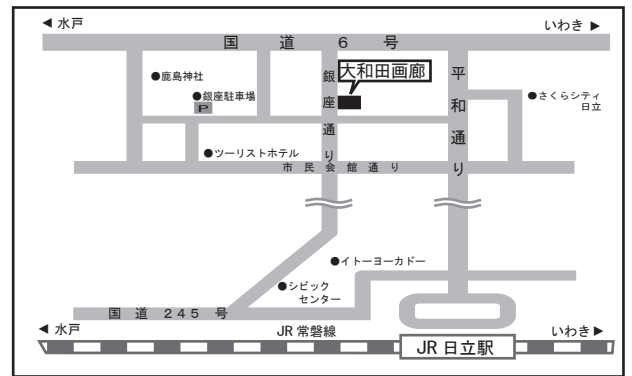 ◀ 水戸
いわき ▶
国道6号
●鹿島神社
●銀座駐車場
P
銀座通り
大和田画廊
平和通り
●さくらシティ
日立
●ツーリストホテル
市民会館通り
●イトーヨーカドー
●シビック
センター
国道245号
◀ 水戸
JR 常磐線
いわき ▶
JR 日立駅